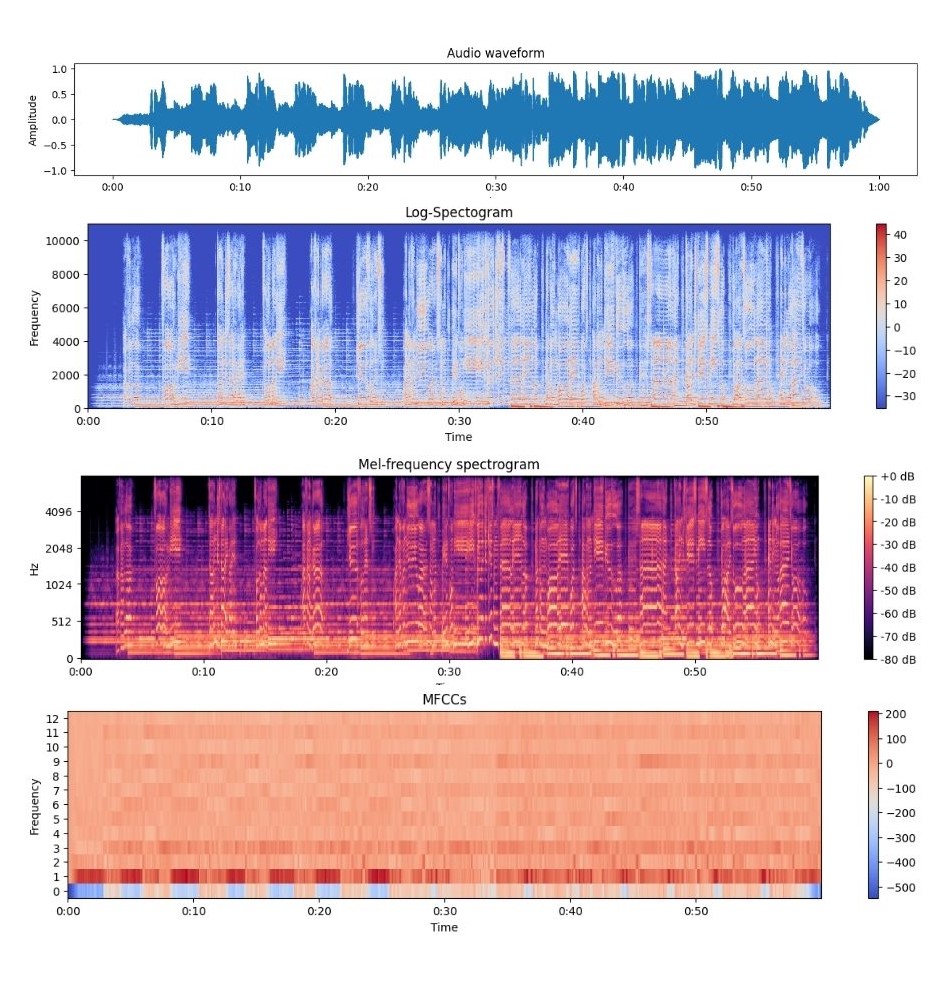 Audio waveform
1.0
0.5
0.0
−0.5
−1.0
Amplitude
0:00 0:10 0:20 0:30 0:40 0:50 1:00
Log-Spectogram
10000
8000
6000
4000
2000
0
Frequency
0:00 0:10 0:20 0:30 0:40 0:50
Time
40
30
20
10
0
−10
−20
−30
Mel-frequency spectrogram
4096
2048
1024
512
0
Hz
0:00 0:10 0:20 0:30 0:40 0:50
+0 dB
-10 dB
-20 dB
-30 dB
-40 dB
-50 dB
-60 dB
-70 dB
-80 dB
MFCCs
12
11
10
9
8
7
6
5
4
3
2
1
0
Frequency
0:00 0:10 0:20 0:30 0:40 0:50
Time
200
100
0
−100
−200
−300
−400
−500